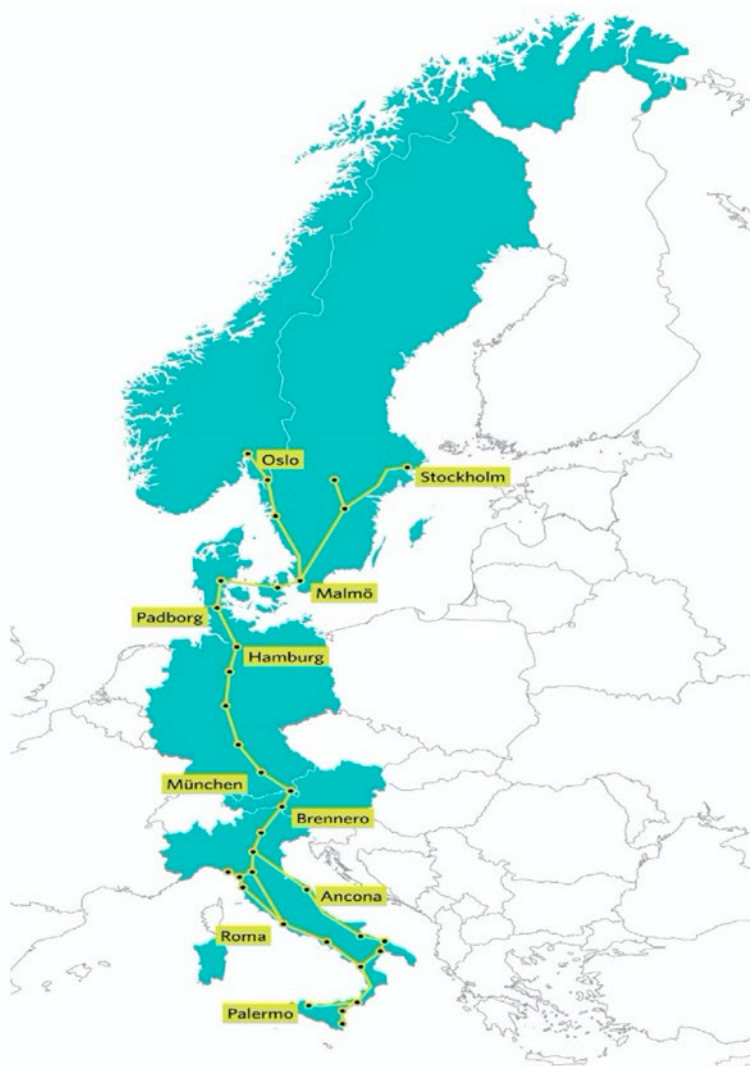 Oslo
Stockholm
Malmö
Padborg
Hamburg
München
Brennero
Ancona
Roma
Palermo